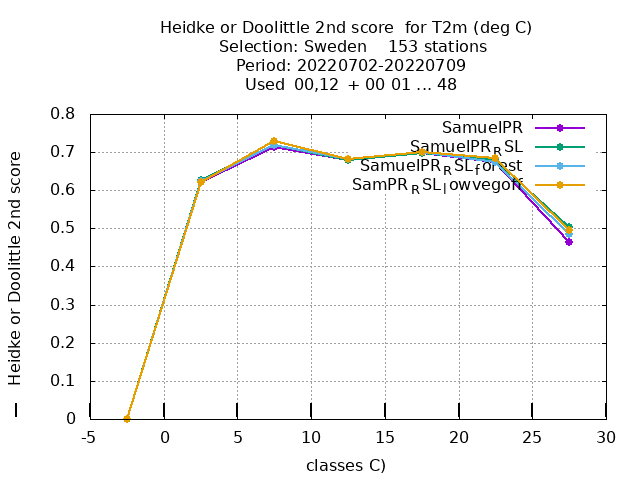 Heidke or Doolittle 2nd score for T2m (deg C)
Selection: Sweden 153 stations
Period: 20220702-20220709
Used 00,12 + 00 01 ... 48
Heidke or Doolittle 2nd score
0.8
0.7
0.6
0.5
0.4
0.3
0.2
0.1
0
SamuelPR
SamuelPR_RSL
SamuelPR_RSL_forest
SamPR_RSL_lowvegorf
-5 0 5 10 15 20 25 30
classes C)